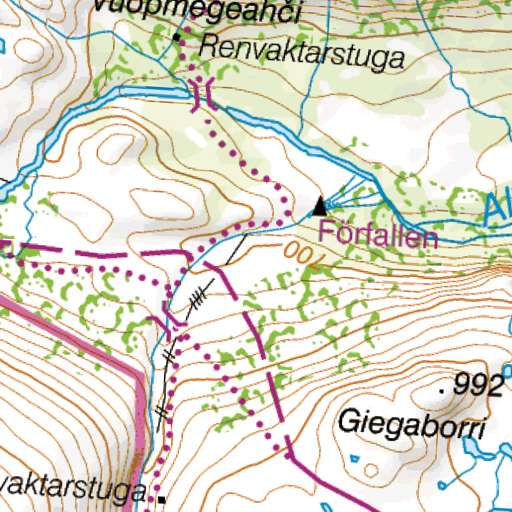 Vuopmegeahči
Renvaktarstuga
Förfallen
700
992
Giegaborri
vaktarstuga